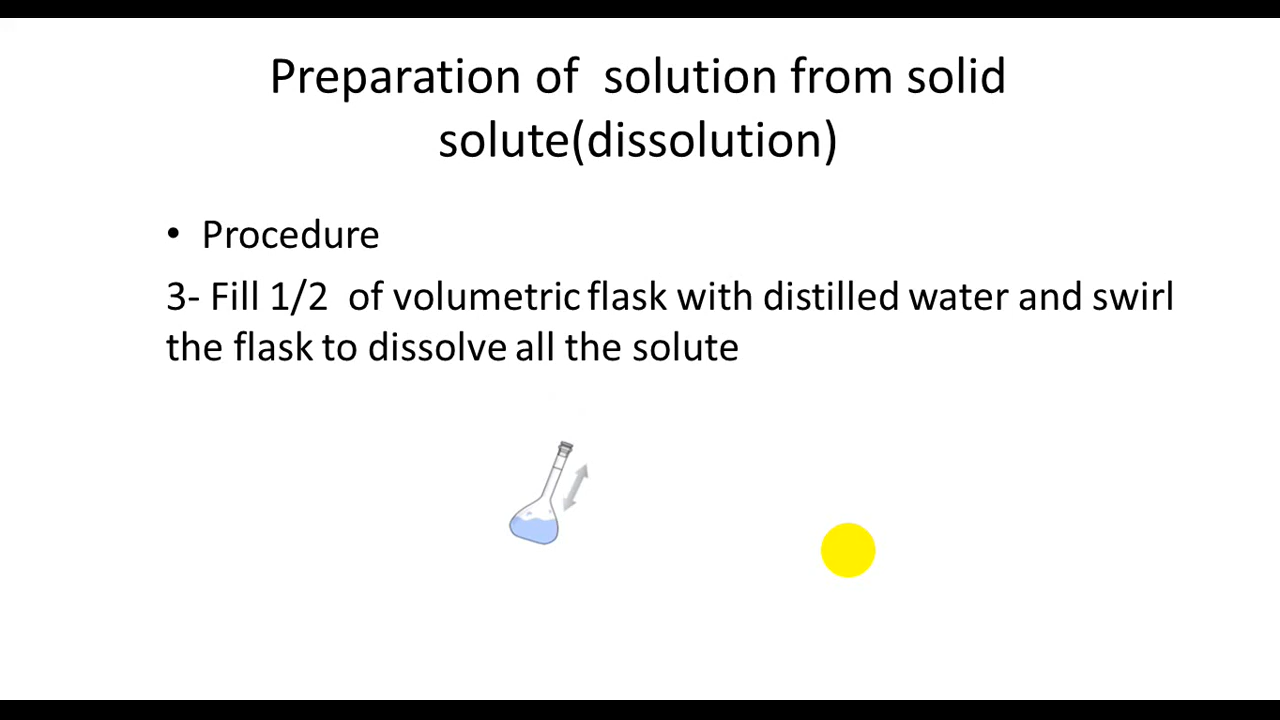 Preparation of  solution from solid
solute(dissolution)
• Procedure
3- Fill 1/2  of volumetric flask with distilled water and swirl
the flask to dissolve all the solute